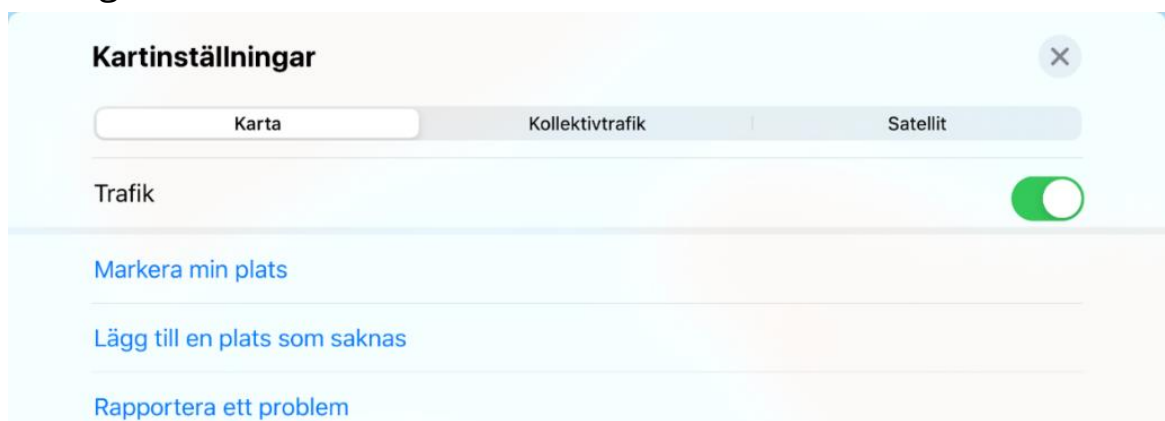 Kartinställningar
Karta Kollektivtrafik Satellit
Trafik
Markera min plats
Lägg till en plats som saknas
Rapportera ett problem